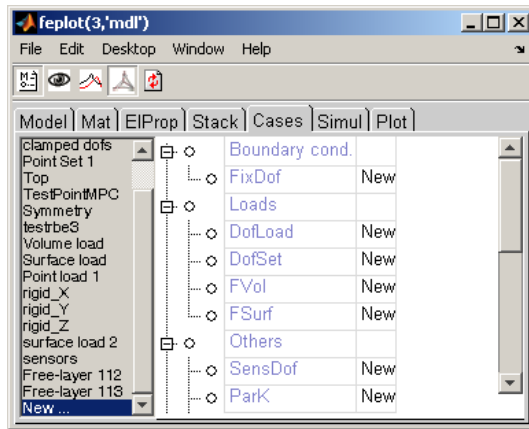 feplot(3,'mdl')
File Edit Desktop Window Help
Model Mat ElProp Stack Cases Simul Plot
clamped dofs
Point Set 1
Top
TestPointMPC
Symmetry
testrbe3
Volume load
Surface load
Point load 1
rigid_X
rigid_Y
rigid_Z
surface load 2
sensors
Free-layer 112
Free-layer 113
New ...
Boundary cond.
FixDof New
Loads
DofLoad New
DofSet New
FVol New
FSurf New
Others
SensDof New
ParK New